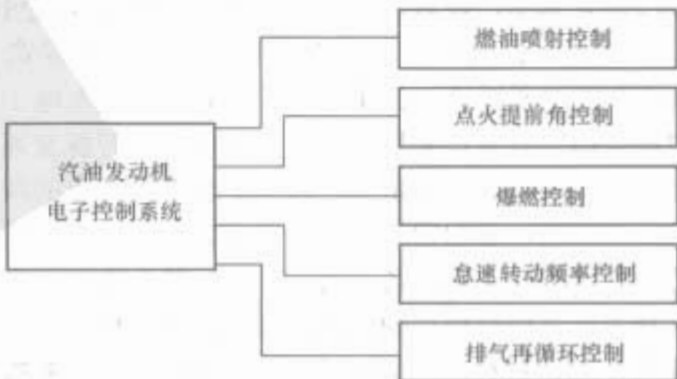 燃油喷射控制
点火提前角控制
汽油发动机
电子控制系统
爆燃控制
怠速转动频率控制
排气再循环控制